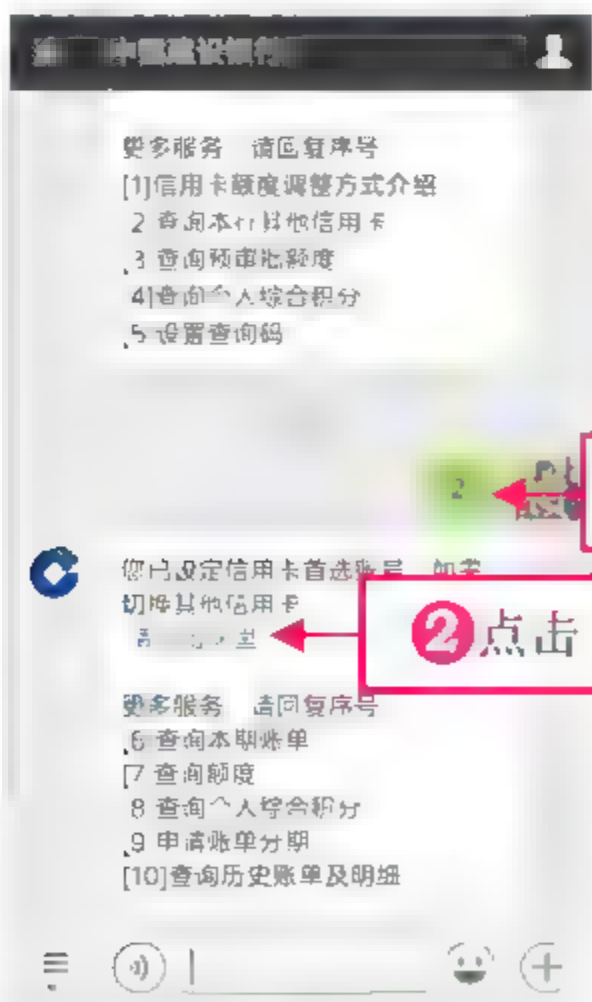 中国建设银行
更多服务 请回复序号
[1]信用卡额度调整方式介绍
2 查询本行其他信用卡
3 查询预审批额度
4]查询个人综合积分
5 设置查询码
2
您已设定信用卡首选账户 如需
切换其他信用卡
2点击
更多服务 请回复序号
6 查询本期账单
[7 查询额度
8 查询个人综合积分
9 申请账单分期
[10]查询历史账单及明细